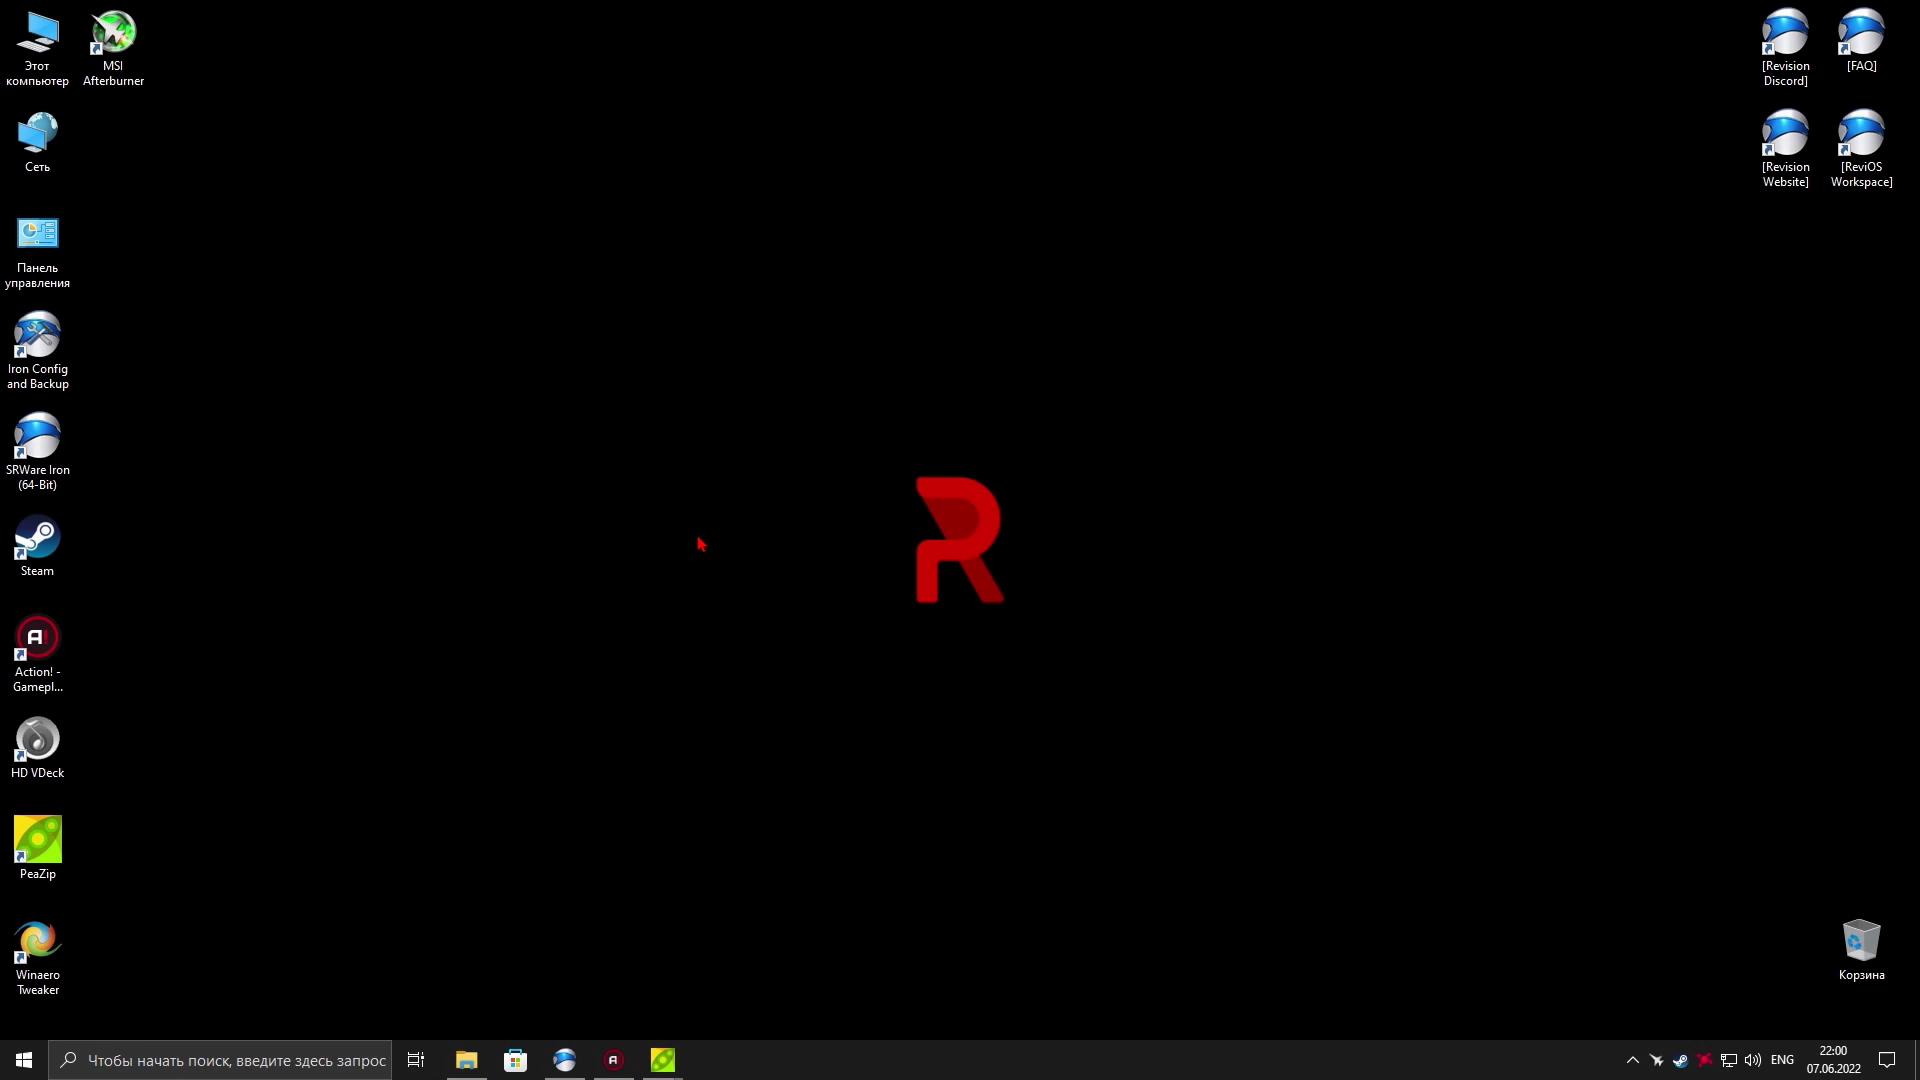 Этот
компьютер
MSI
Afterburner
Сеть
Панель
управления
Iron Config
and Backup
SRWare Iron
(64-Bit)
Steam
Action! -
Gamepl...
HD VDeck
PeaZip
Winaero
Tweaker
[Revision
Discord]
[FAQ]
[Revision
Website]
[ReviOS
Workspace]
Корзина
Чтобы начать поиск, введите здесь запрос
ENG
22:00
07.06.2022